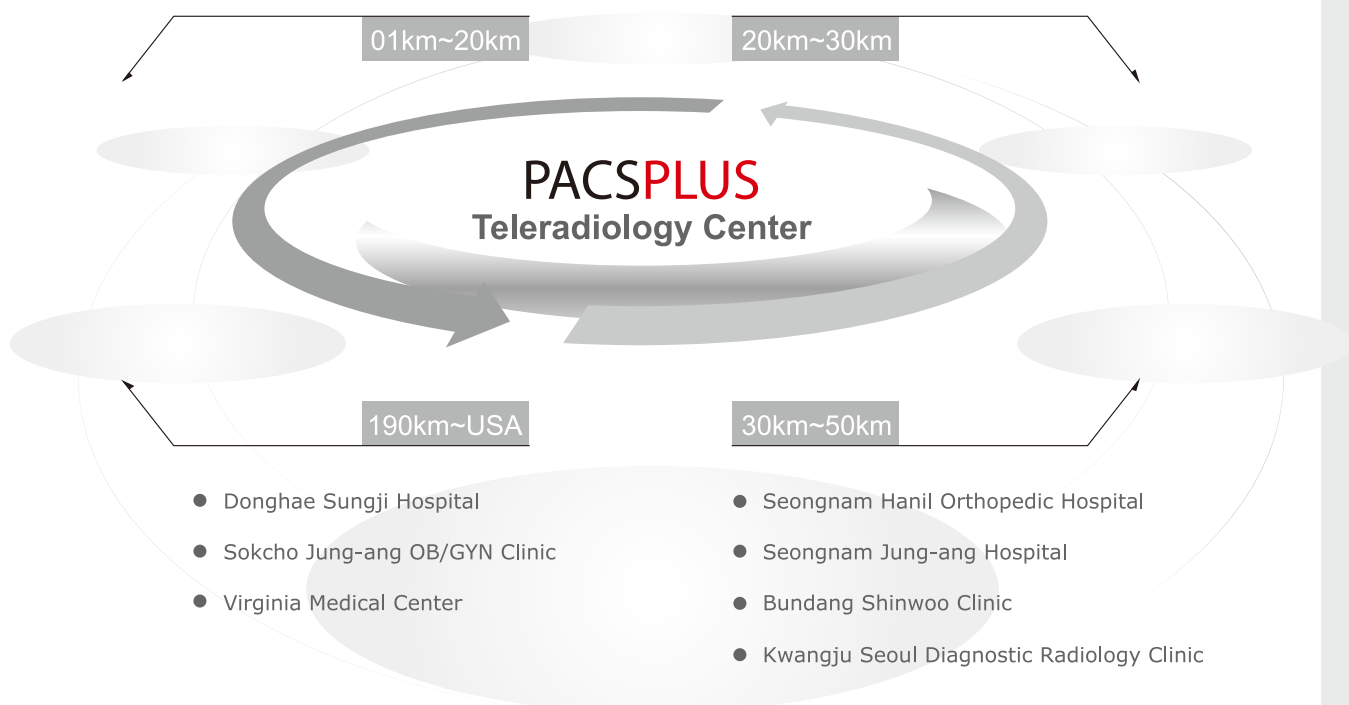 01km~20km
20km~30km
PACSPLUS
Teleradiology Center
190km~USA
30km~50km
Donghae Sungji Hospital
Sokcho Jung-ang OB/GYN Clinic
Virginia Medical Center
Seongnam Hanil Orthopedic Hospital
Seongnam Jung-ang Hospital
Bundang Shinwoo Clinic
Kwangju Seoul Diagnostic Radiology Clinic